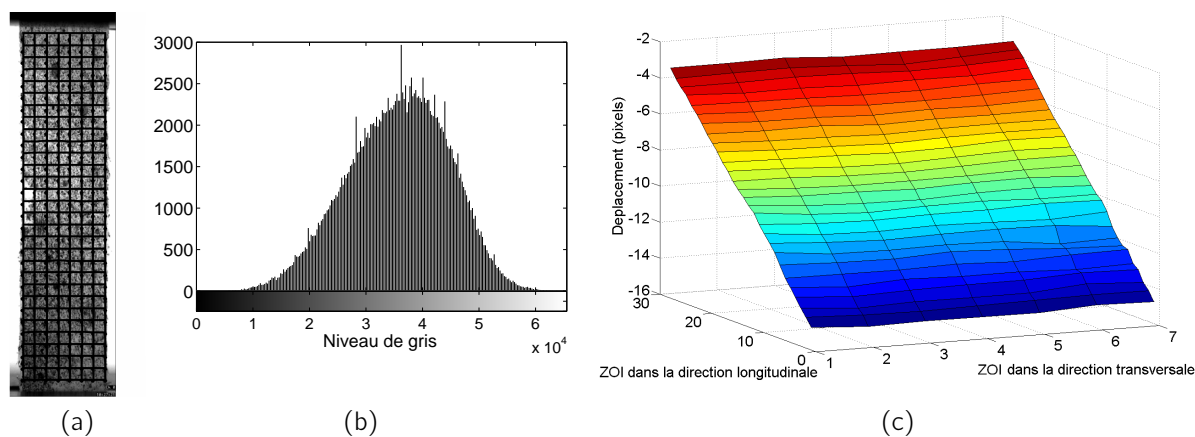 3000
2500
2000
1500
1000
500
0
0 1 2 3 4 5 6
x 10⁴
Niveau de gris
-2
-4
-6
-8
-10
-12
-14
-16
Deplacement (pixels)
30
20
10
0
1 2 3 4 5 6 7
ZOI dans la direction longitudinale
ZOI dans la direction transversale
(a) (b) (c)